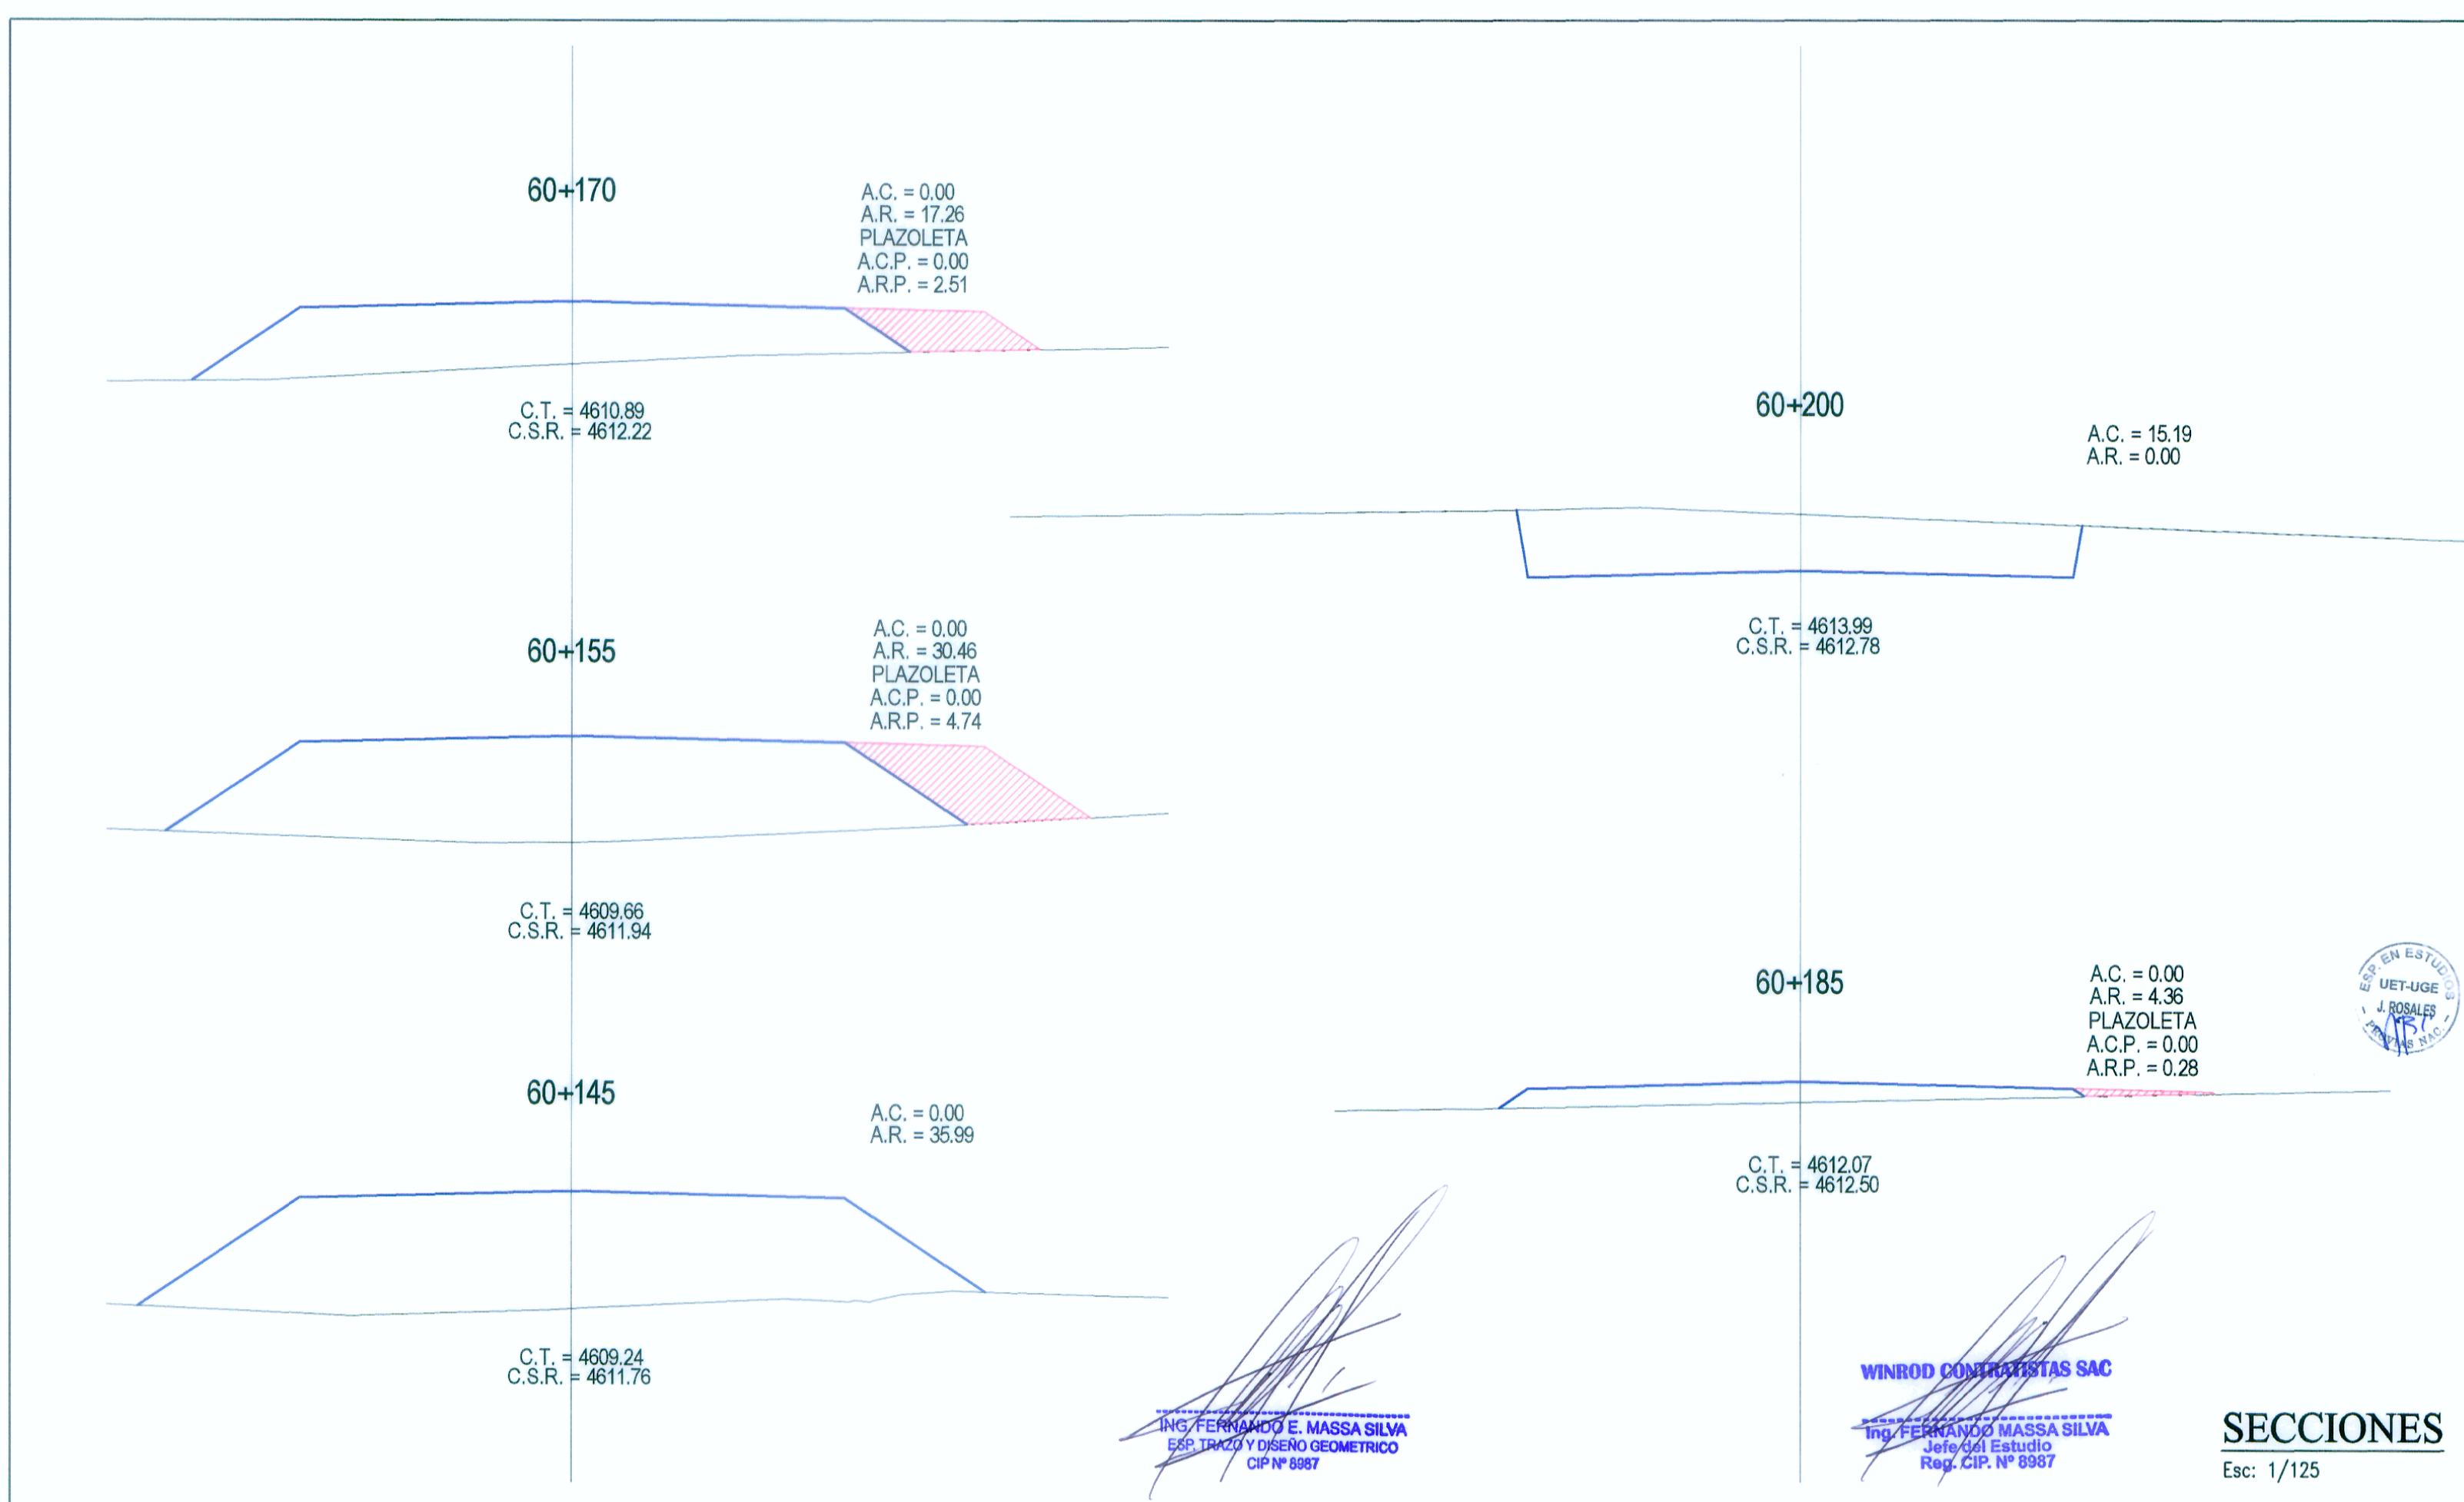 60+170
A.C. = 0.00
A.R. = 17.26
PLAZOLETA
A.C.P. = 0.00
A.R.P. = 2.51
C.T. = 4610.89
C.S.R. = 4612.22
60+155
A.C. = 0.00
A.R. = 30.46
PLAZOLETA
A.C.P. = 0.00
A.R.P. = 4.74
C.T. = 4609.66
C.S.R. = 4611.94
60+145
A.C. = 0.00
A.R. = 35.99
C.T. = 4609.24
C.S.R. = 4611.76
60+200
A.C. = 15.19
A.R. = 0.00
C.T. = 4613.99
C.S.R. = 4612.78
60+185
A.C. = 0.00
A.R. = 4.36
PLAZOLETA
A.C.P. = 0.00
A.R.P. = 0.28
C.T. = 4612.07
C.S.R. = 4612.50
ESP. EN ESTUDIOS
UET-UGE
J. ROSALES
PROVIAS NAC.
ING. FERNANDO E. MASSA SILVA
ESP. TRAZO Y DISEÑO GEOMETRICO
CIP Nº 8987
WINROD CONTRATISTAS SAC
Ing. FERNANDO MASSA SILVA
Jefe del Estudio
Reg. CIP. Nº 8987
SECCIONES
Esc: 1/125